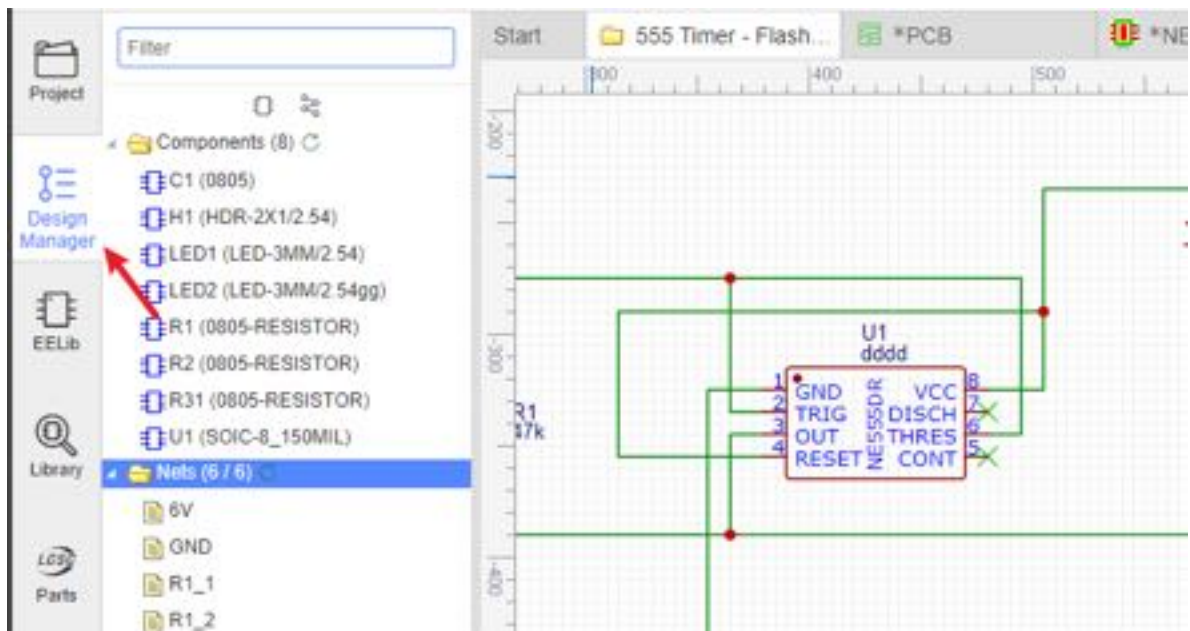 Project
Design
Manager
EELib
Library
LCSC
Parts
Filter
Components (8)
C1 (0805)
H1 (HDR-2X1/2.54)
LED1 (LED-3MM/2.54)
LED2 (LED-3MM/2.54gg)
R1 (0805-RESISTOR)
R2 (0805-RESISTOR)
R31 (0805-RESISTOR)
U1 (SOIC-8_150MIL)
Nets (6 / 6)
6V
GND
R1_1
R1_2
Start
555 Timer - Flash...
*PCB
*NE
300
400
500
-200
-300
-400
R1
47k
U1
dddd
1 GND VCC 8
2 TRIG DISCH 7
3 OUT THRES 6
4 RESET CONT 5